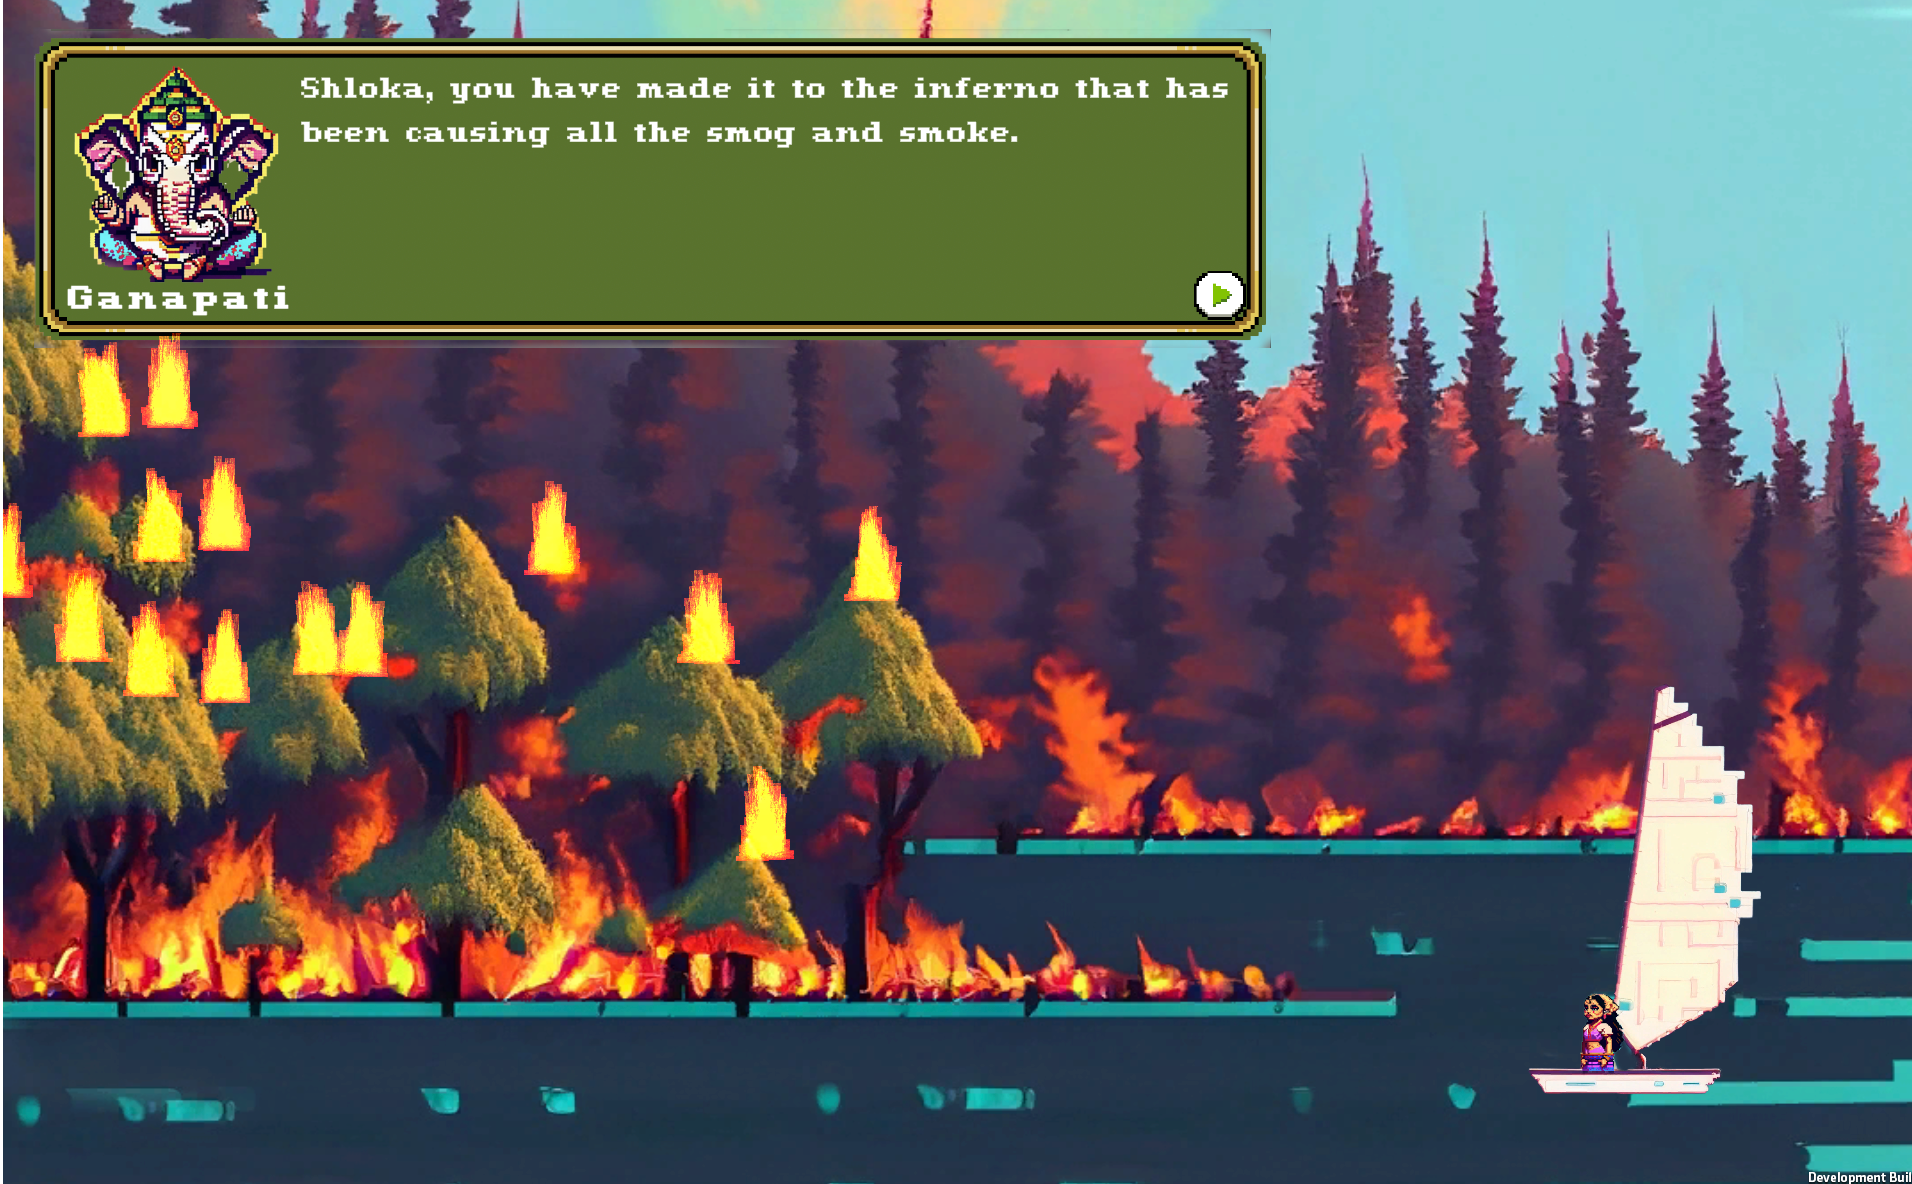 Shloka, you have made it to the inferno that has
been causing all the smog and smoke.
Ganapati
Development Buil